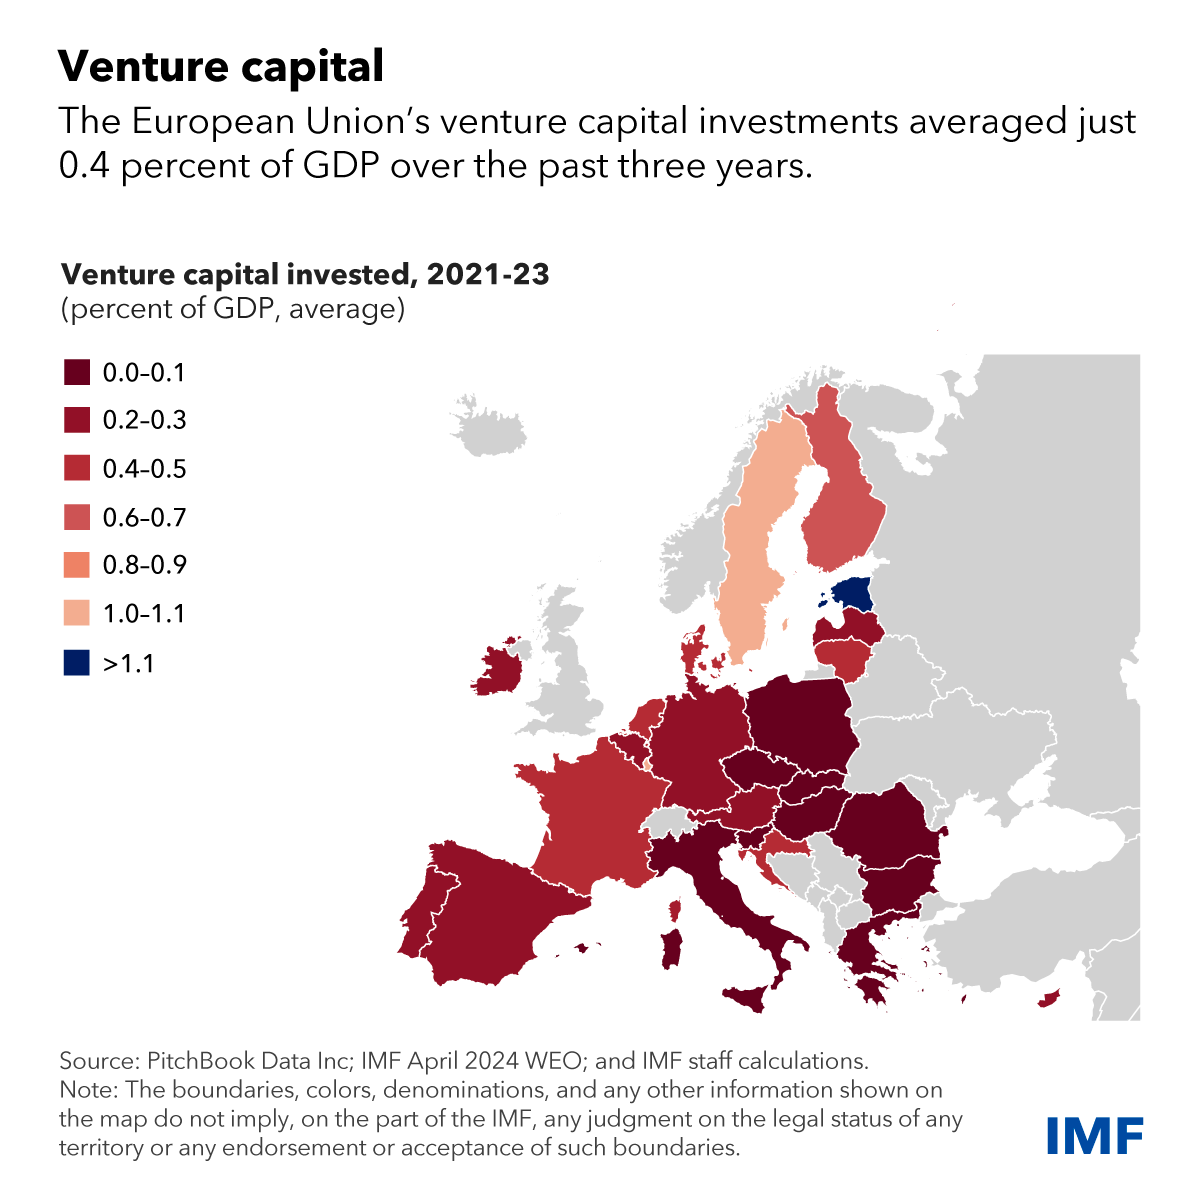 Venture capital
The European Union’s venture capital investments averaged just
0.4 percent of GDP over the past three years.
Venture capital invested, 2021-23
(percent of GDP, average)
0.0–0.1
0.2–0.3
0.4–0.5
0.6–0.7
0.8–0.9
1.0–1.1
>1.1
Source: PitchBook Data Inc; IMF April 2024 WEO; and IMF staff calculations.
Note: The boundaries, colors, denominations, and any other information shown on
the map do not imply, on the part of the IMF, any judgment on the legal status of any
territory or any endorsement or acceptance of such boundaries.
IMF